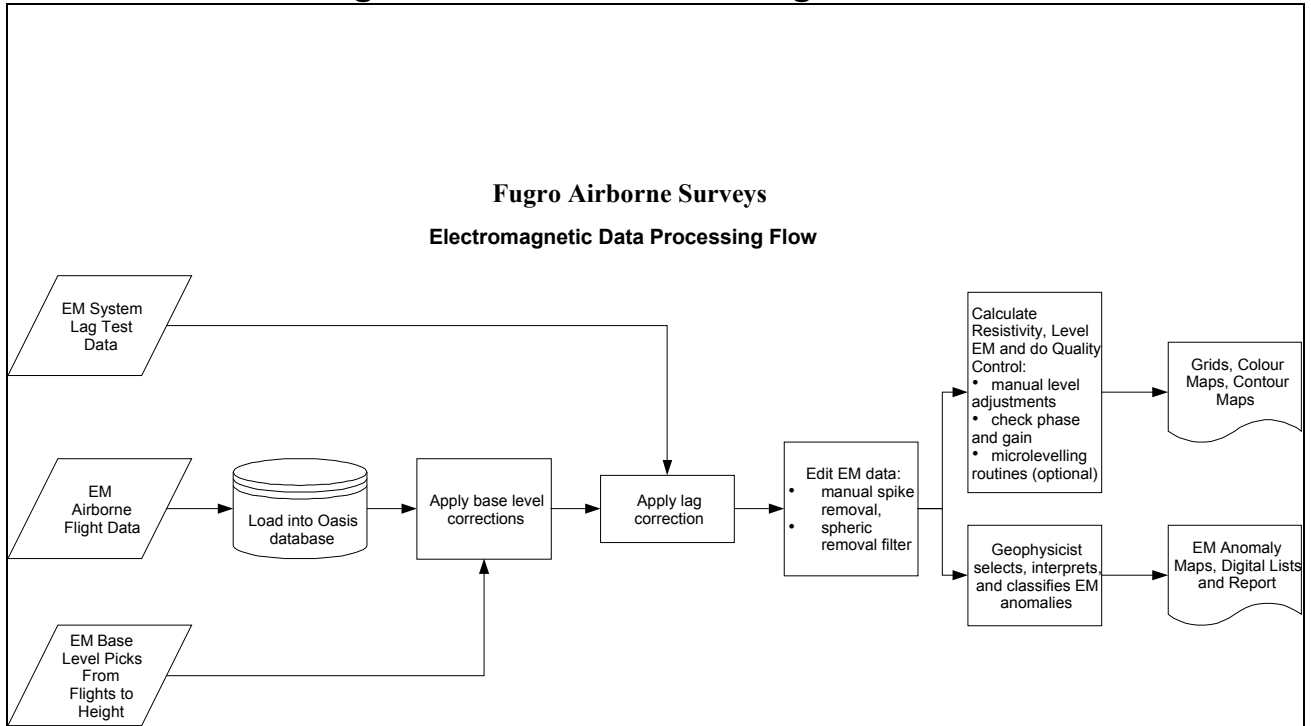 Fugro Airborne Surveys
Electromagnetic Data Processing Flow
EM System
Lag Test
Data
EM
Airborne
Flight Data
EM Base
Level Picks
From
Flights to
Height
Load into Oasis
database
Apply base level
corrections
Apply lag
correction
Edit EM data:
• manual spike
removal,
• spheric
removal filter
Calculate
Resistivity, Level
EM and do Quality
Control:
• manual level
adjustments
• check phase
and gain
• microlevelling
routines (optional)
Grids, Colour
Maps, Contour
Maps
Geophysicist
selects, interprets,
and classifies EM
anomalies
EM Anomaly
Maps, Digital Lists
and Report